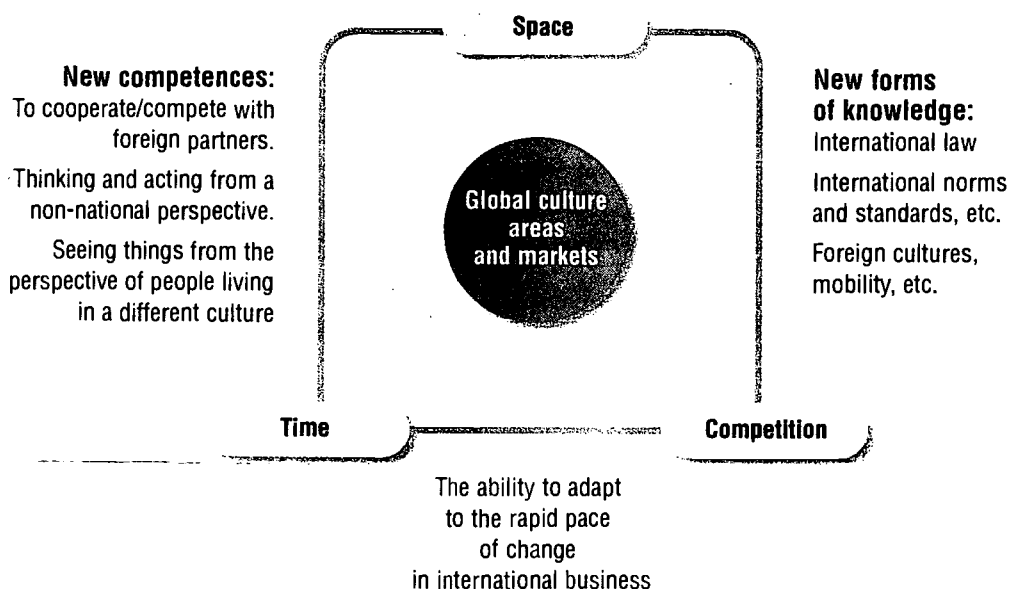 Space
New competences:
To cooperate/compete with
foreign partners.
Thinking and acting from a
non-national perspective.
Seeing things from the
perspective of people living
in a different culture
Global culture
areas
and markets
New forms
of knowledge:
International law
International norms
and standards, etc.
Foreign cultures,
mobility, etc.
Time
Competition
The ability to adapt
to the rapid pace
of change
in international business